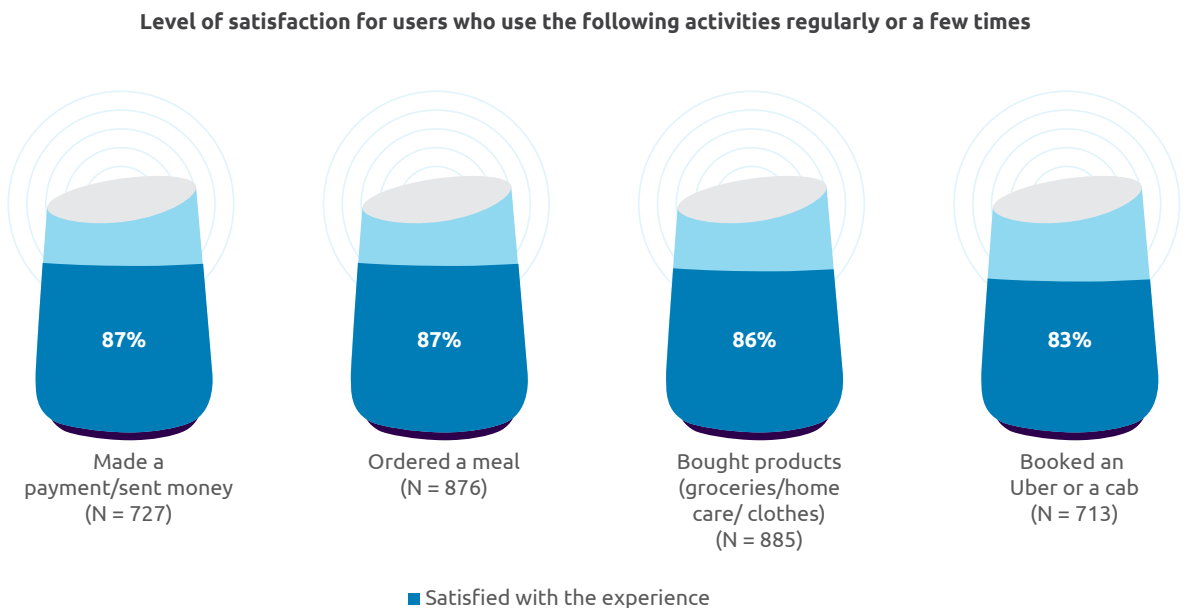 Level of satisfaction for users who use the following activities regularly or a few times
87%
87%
86%
83%
Made a
payment/sent money
(N = 727)
Ordered a meal
(N = 876)
Bought products
(groceries/home
care/ clothes)
(N = 885)
Booked an
Uber or a cab
(N = 713)
Satisfied with the experience